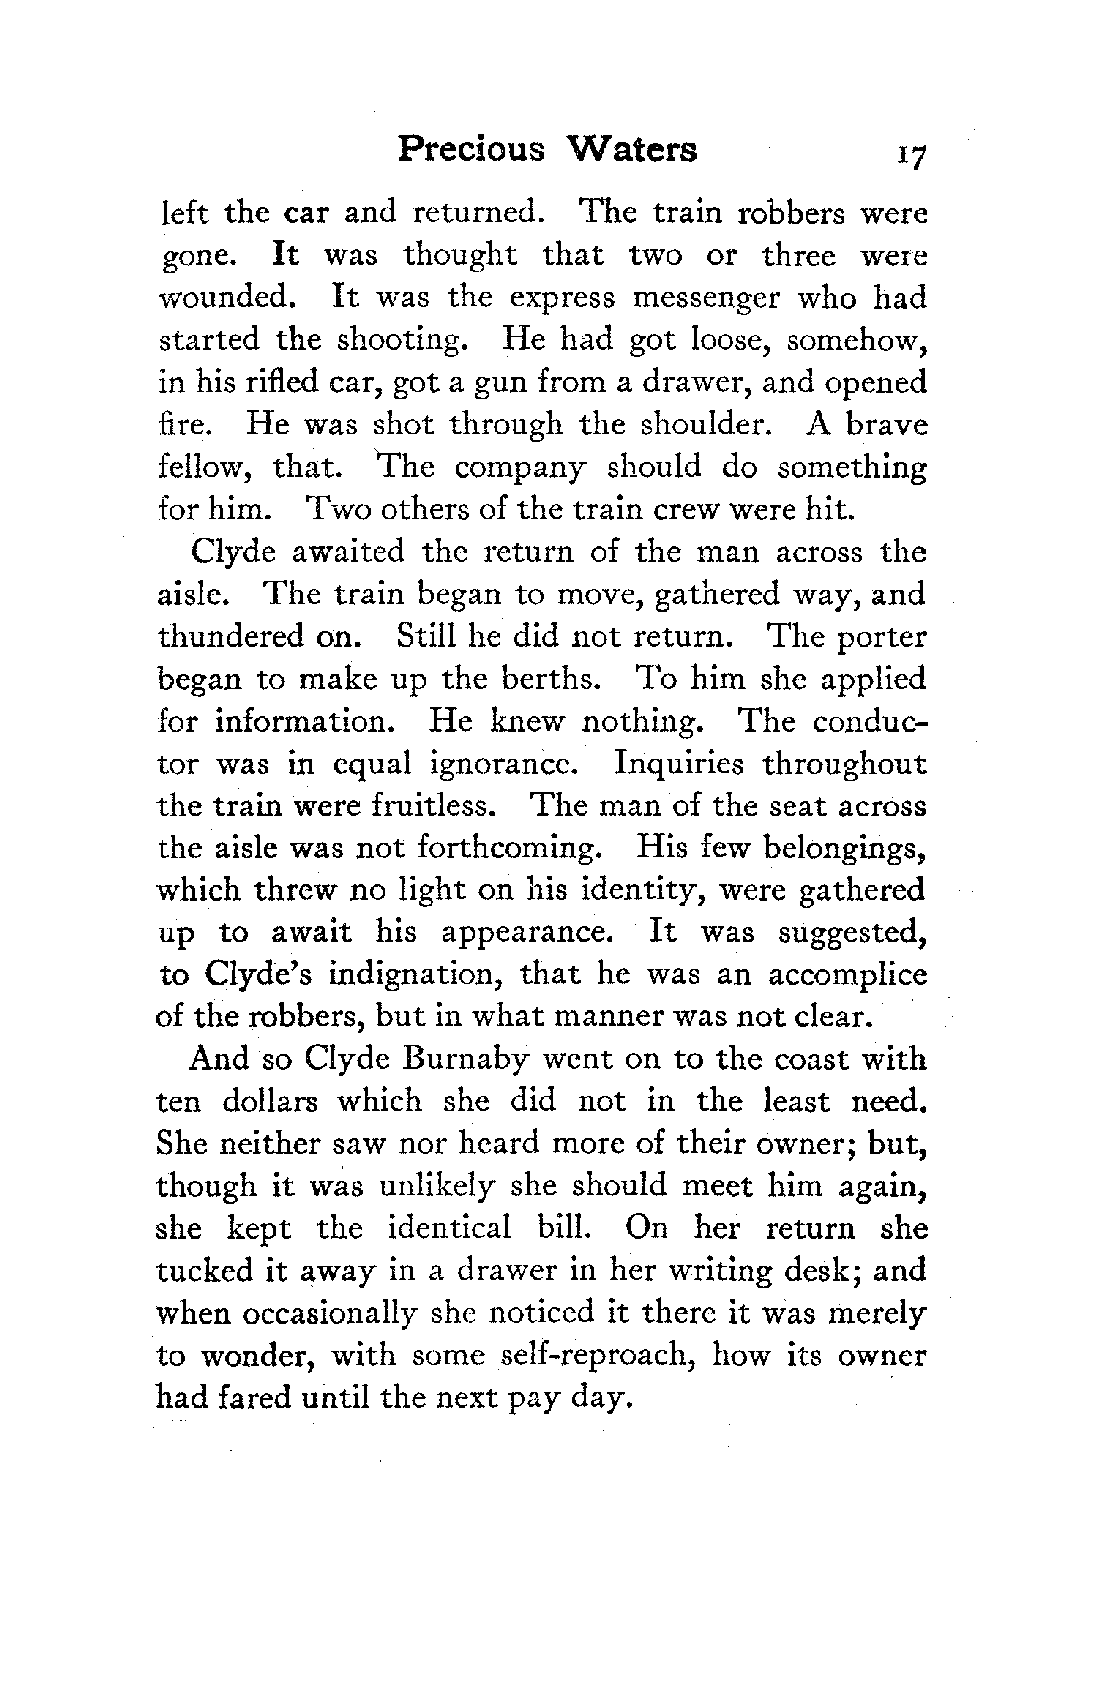 Precious Waters 17
left the car and returned. The train robbers were
gone. It was thought that two or three were
wounded. It was the express messenger who had
started the shooting. He had got loose, somehow,
in his rifled car, got a gun from a drawer, and opened
fire. He was shot through the shoulder. A brave
fellow, that. The company should do something
for him. Two others of the train crew were hit.
Clyde awaited the return of the man across the
aisle. The train began to move, gathered way, and
thundered on. Still he did not return. The porter
began to make up the berths. To him she applied
for information. He knew nothing. The conduc-
tor was in equal ignorance. Inquiries throughout
the train were fruitless. The man of the seat across
the aisle was not forthcoming. His few belongings,
which threw no light on his identity, were gathered
up to await his appearance. It was suggested,
to Clyde's indignation, that he was an accomplice
of the robbers, but in what manner was not clear.
And so Clyde Burnaby went on to the coast with
ten dollars which she did not in the least need.
She neither saw nor heard more of their owner; but,
though it was unlikely she should meet him again,
she kept the identical bill. On her return she
tucked it away in a drawer in her writing desk; and
when occasionally she noticed it there it was merely
to wonder, with some self-reproach, how its owner
had fared until the next pay day.